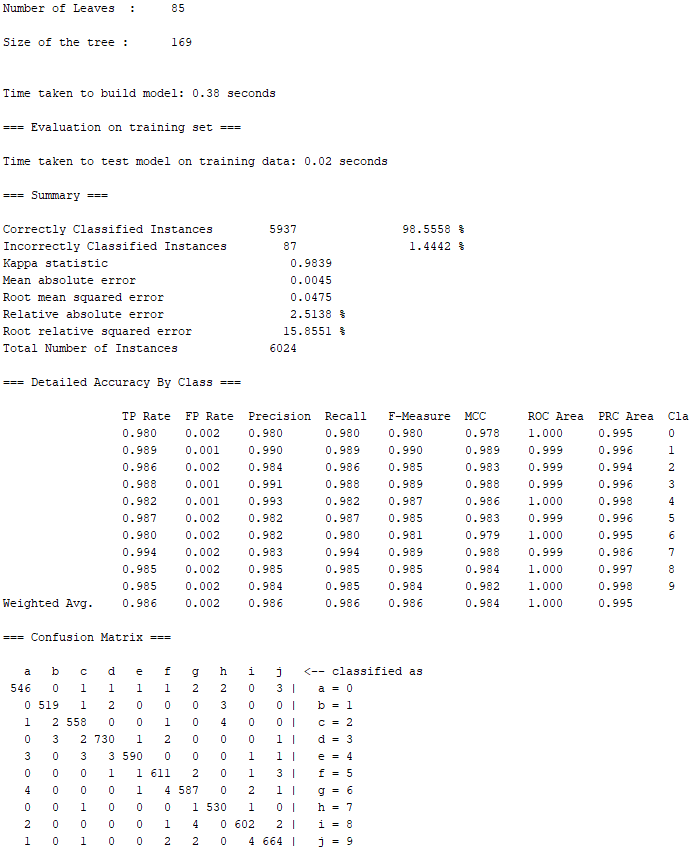 Number of Leaves  :     85
Size of the tree :      169
Time taken to build model: 0.38 seconds
=== Evaluation on training set ===
Time taken to test model on training data: 0.02 seconds
=== Summary ===
Correctly Classified Instances        5937               98.5558 %
Incorrectly Classified Instances        87                1.4442 %
Kappa statistic                          0.9839
Mean absolute error                      0.0045
Root mean squared error                  0.0475
Relative absolute error                  2.5138 %
Root relative squared error             15.8551 %
Total Number of Instances             6024
=== Detailed Accuracy By Class ===
                 TP Rate  FP Rate  Precision  Recall   F-Measure  MCC      ROC Area  PRC Area  Cla
                 0.980    0.002    0.980      0.980    0.980      0.978    1.000     0.995     0
                 0.989    0.001    0.990      0.989    0.990      0.989    0.999     0.996     1
                 0.986    0.002    0.984      0.986    0.985      0.983    0.999     0.994     2
                 0.988    0.001    0.991      0.988    0.989      0.988    0.999     0.996     3
                 0.982    0.001    0.993      0.982    0.987      0.986    1.000     0.998     4
                 0.987    0.002    0.982      0.987    0.985      0.983    0.999     0.996     5
                 0.980    0.002    0.982      0.980    0.981      0.979    1.000     0.995     6
                 0.994    0.002    0.983      0.994    0.989      0.988    0.999     0.986     7
                 0.985    0.002    0.985      0.985    0.985      0.984    1.000     0.997     8
                 0.985    0.002    0.984      0.985    0.984      0.982    1.000     0.998     9
Weighted Avg.    0.986    0.002    0.986      0.986    0.986      0.984    1.000     0.995
=== Confusion Matrix ===
   a   b   c   d   e   f   g   h   i   j   <-- classified as
 546   0   1   1   1   1   2   2   0   3 |   a = 0
   0 519   1   2   0   0   0   3   0   0 |   b = 1
   1   2 558   0   0   1   0   4   0   0 |   c = 2
   0   3   2 730   1   2   0   0   0   1 |   d = 3
   3   0   3   3 590   0   0   0   1   1 |   e = 4
   0   0   0   1   1 611   2   0   1   3 |   f = 5
   4   0   0   0   1   4 587   0   2   1 |   g = 6
   0   0   1   0   0   0   1 530   1   0 |   h = 7
   2   0   0   0   0   1   4   0 602   2 |   i = 8
   1   0   1   0   0   2   2   0   4 664 |   j = 9